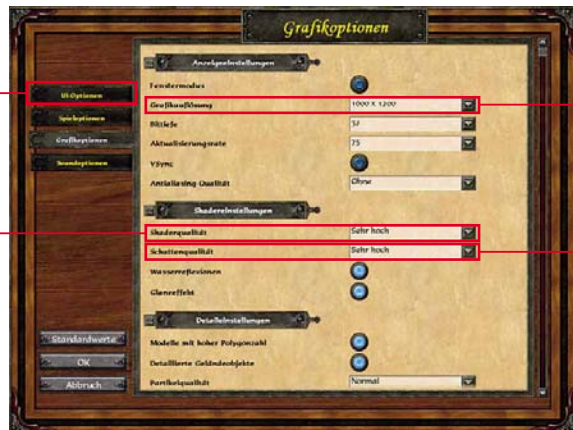 Grafikoptionen
Anzeigeeinstellungen
Fenstermodus
UI-Optionen
Grafikauflösung 1600 X 1200
Spieloptionen
Bittiefe 32
Grafikoptionen
Aktualisierungsrate 75
Soundoptionen
VSync
Antialiasing Qualität Ohne
Shadereinstellungen
Shaderqualität Sehr hoch
Schattenqualität Sehr hoch
Wasserreflexionen
Glanzeffekt
Detaileinstellungen
Standardwerte
Modelle mit hoher Polygonzahl
OK
Detaillierte Geländeobjekte
Abbruch
Partikelqualität Normal